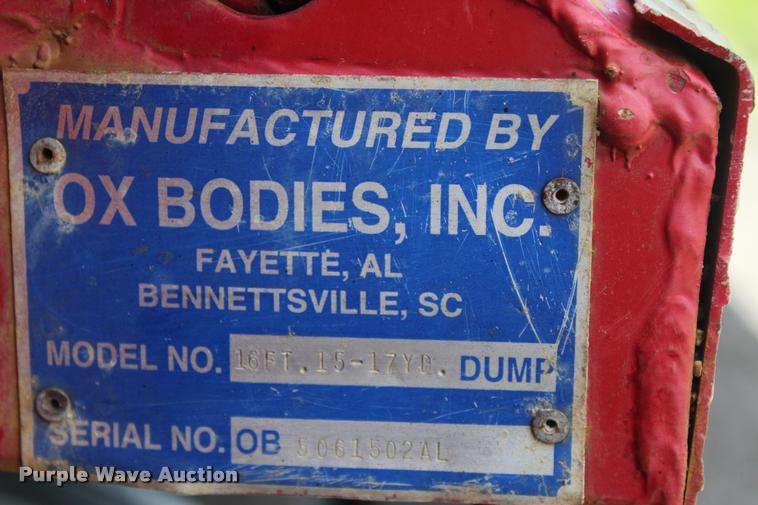 MANUFACTURED BY
OX BODIES, INC.
FAYETTE, AL
BENNETTSVILLE, SC
MODEL NO. 16FT.15-17YD. DUMP
SERIAL NO. OB 5061502AL
Purple Wave Auction